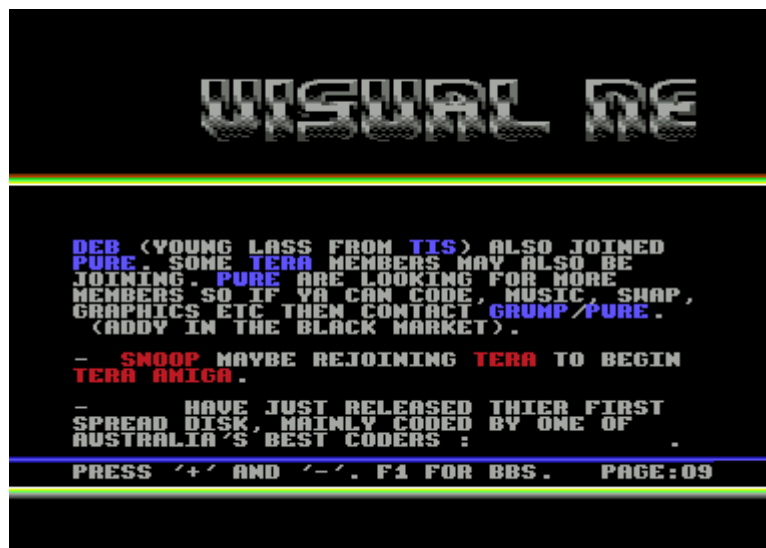 VISUAL NE
DEB (YOUNG LASS FROM TIS) ALSO JOINED
PURE. SOME TERA MEMBERS MAY ALSO BE
JOINING. PURE ARE LOOKING FOR MORE
MEMBERS SO IF YA CAN CODE, MUSIC, SWAP,
GRAPHICS ETC THEN CONTACT GRUMP/PURE.
(ADDY IN THE BLACK MARKET).
- SNOOP MAYBE REJOINING TERA TO BEGIN
TERA AMIGA.
- HAVE JUST RELEASED THIER FIRST
SPREAD DISK, MAINLY CODED BY ONE OF
AUSTRALIA'S BEST CODERS : .
PRESS '+' AND '-'. F1 FOR BBS. PAGE:09